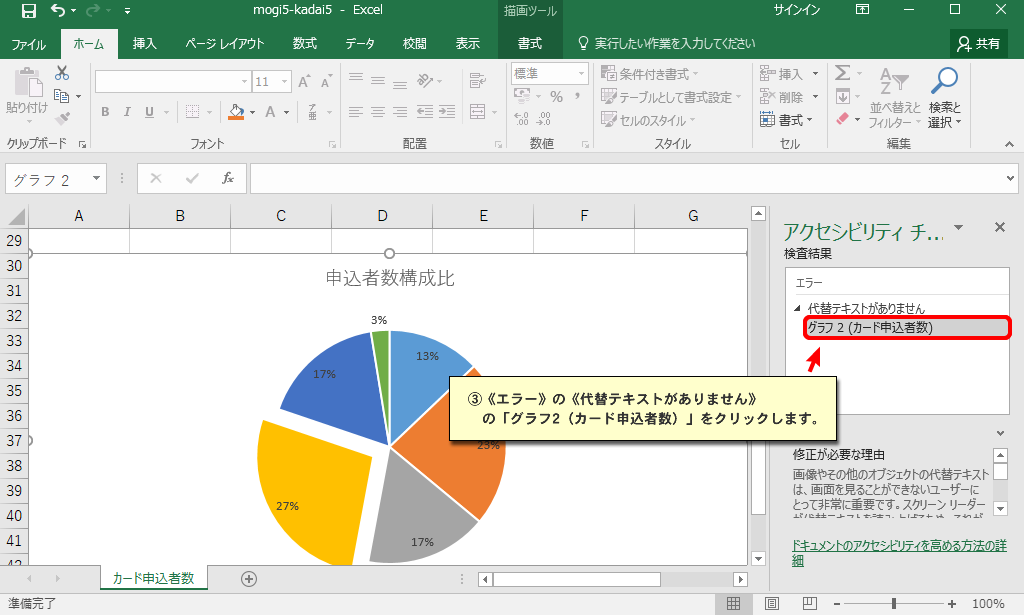 mogi5-kadai5 - Excel
描画ツール
サインイン
ファイル ホーム 挿入 ページ レイアウト 数式 データ 校閲 表示 書式 実行したい作業を入力してください 共有
貼り付け
クリップボード
11
A A
B I U
A
フォント
配置
標準
% ,
数値
条件付き書式
テーブルとして書式設定
セルのスタイル
スタイル
挿入
削除
書式
セル
並べ替えと
フィルター
検索と
選択
編集
グラフ 2
fx
A B C D E F G
29
30
31
32
33
34
35
36
37
38
39
40
41
42
申込者数構成比
3%
13%
17%
23%
27%
17%
③《エラー》の《代替テキストがありません》
の「グラフ2(カード申込者数)」をクリックします。
アクセシビリティ チ...
検査結果
エラー
代替テキストがありません
グラフ 2 (カード申込者数)
修正が必要な理由
画像やその他のオブジェクトの代替テキスト
は、画面を見ることができないユーザーに
とって非常に重要です。スクリーン リーダー
ドキュメントのアクセシビリティを高める方法の詳
細
カード申込者数
準備完了
100%